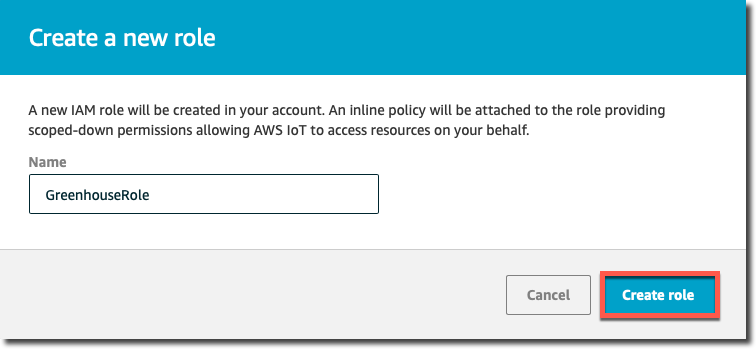 Create a new role
A new IAM role will be created in your account. An inline policy will be attached to the role providing
scoped-down permissions allowing AWS IoT to access resources on your behalf.
Name
GreenhouseRole
Cancel
Create role